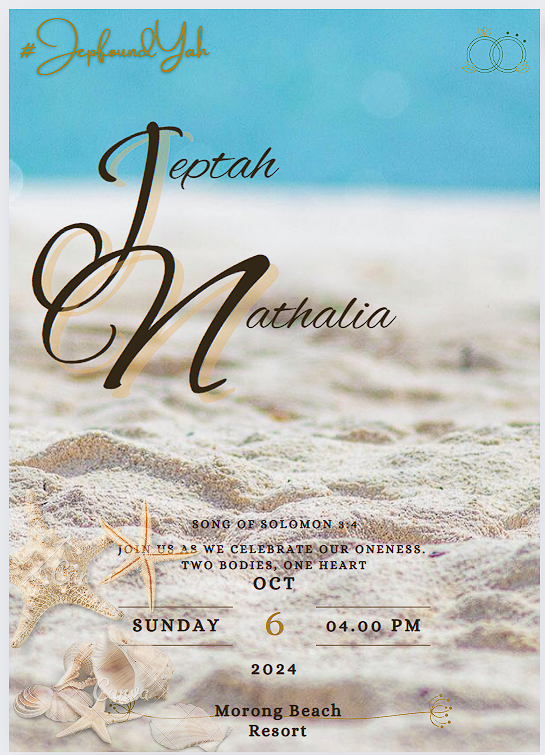 #JepfoundYah
Jeptah
Nathalia
SONG OF SOLOMON 3:4
JOIN US AS WE CELEBRATE OUR ONENESS.
TWO BODIES, ONE HEART
OCT
SUNDAY 6 04.00 PM
2024
Morong Beach
Resort
Canva